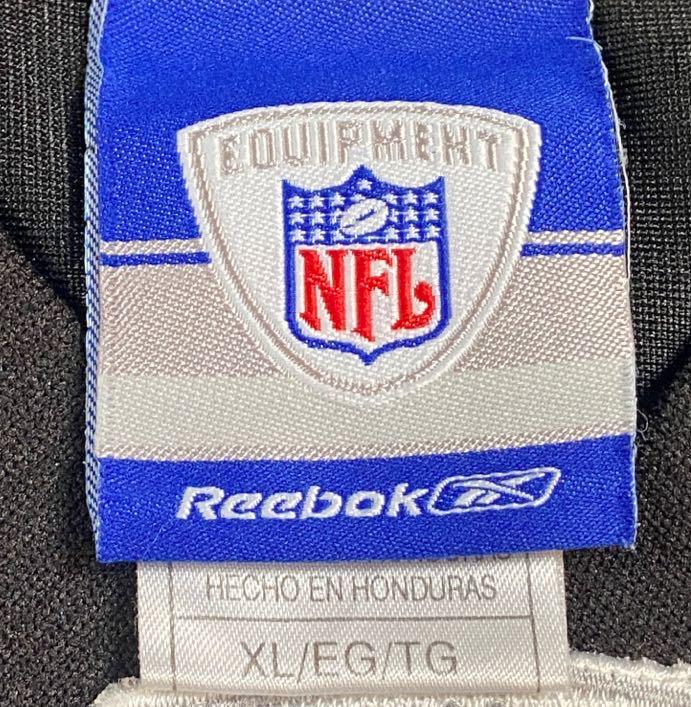 EQUIPMENT
NFL
Reebok
HECHO EN HONDURAS
XL/EG/TG